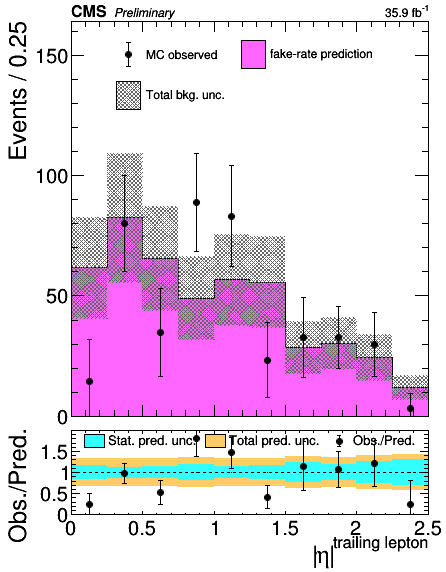 CMS Preliminary 35.9 fb⁻¹
MC observed fake-rate prediction
Total bkg. unc.
Events / 0.25
150
100
50
0
Stat. pred. unc. Total pred. unc. Obs./Pred.
Obs./Pred.
1.5
1
0.5
0
0 0.5 1 1.5 2 2.5
|η|trailing lepton